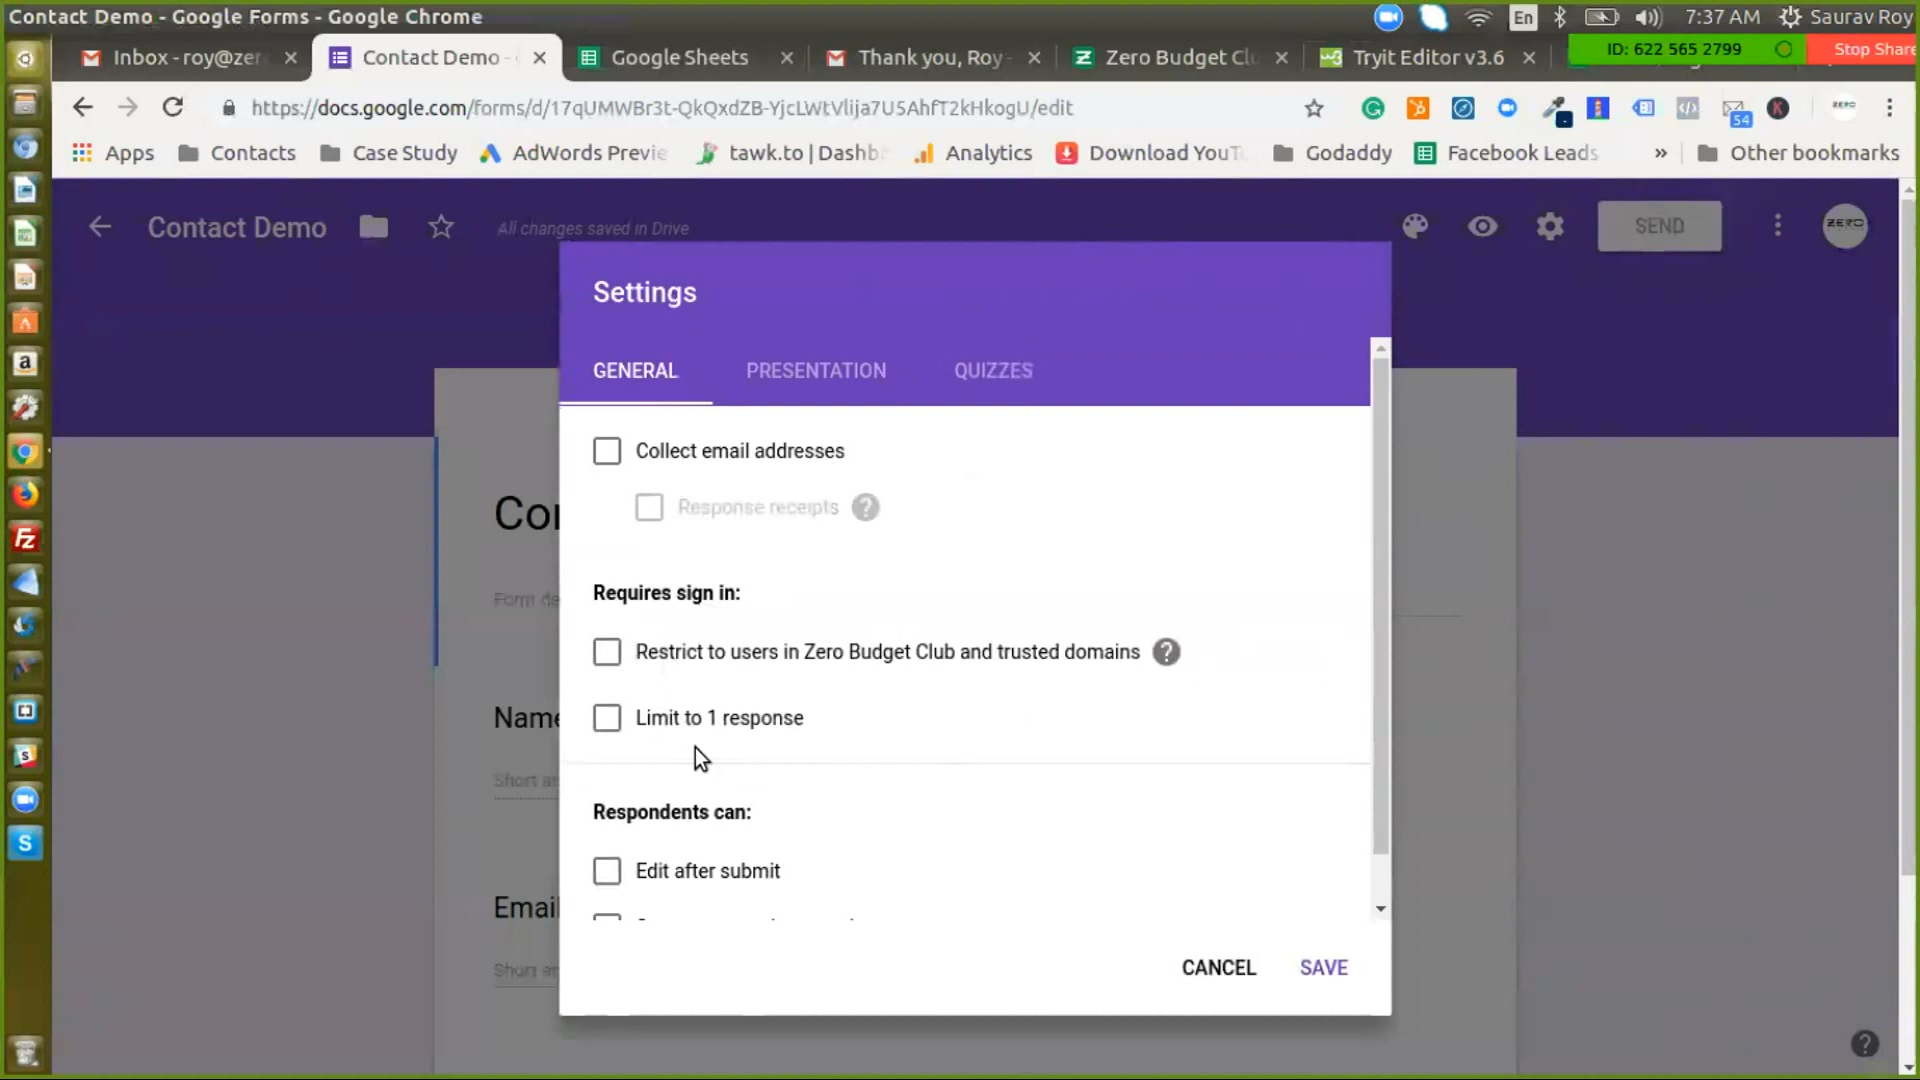 Contact Demo - Google Forms - Google Chrome
En
7:37 AM
Saurav Roy
Inbox - roy@zer
Contact Demo -
Google Sheets
Thank you, Roy
Zero Budget Clu
Tryit Editor v3.6
ID: 622 565 2799
Stop Share
https://docs.google.com/forms/d/17qUMWBr3t-QkQxdZB-YjcLWtVlija7U5AhfT2kHkogU/edit
54
Apps
Contacts
Case Study
AdWords Previe
tawk.to | Dashb
Analytics
Download YouT
Godaddy
Facebook Leads
»
Other bookmarks
Contact Demo
All changes saved in Drive
SEND
ZERO
Settings
GENERAL
PRESENTATION
QUIZZES
Collect email addresses
Response receipts
Requires sign in:
Restrict to users in Zero Budget Club and trusted domains
Limit to 1 response
Respondents can:
Edit after submit
CANCEL
SAVE
Con
Form de
Name
Short an
Email
Short an